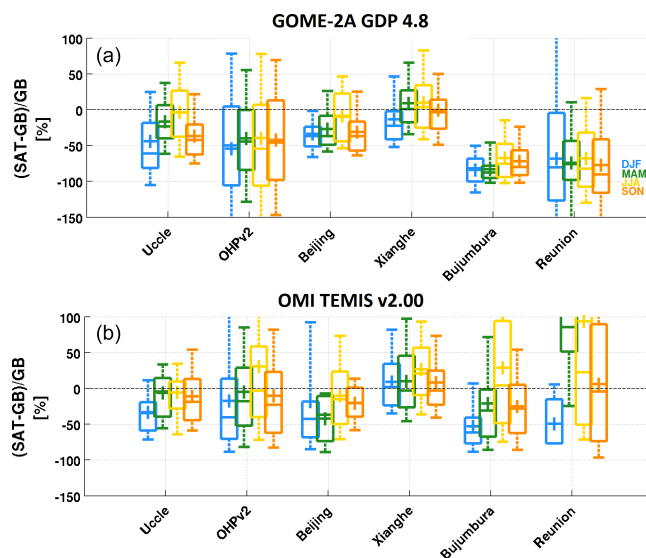 GOME-2A GDP 4.8
(a)
(SAT-GB)/GB
[%]
100
50
0
-50
-100
-150
DJF
MAM
JJA
SON
Uccle
OHPv2
Beijing
Xianghe
Bujumbura
Reunion
OMI TEMIS v2.00
(b)
(SAT-GB)/GB
[%]
100
50
0
-50
-100
-150
Uccle
OHPv2
Beijing
Xianghe
Bujumbura
Reunion